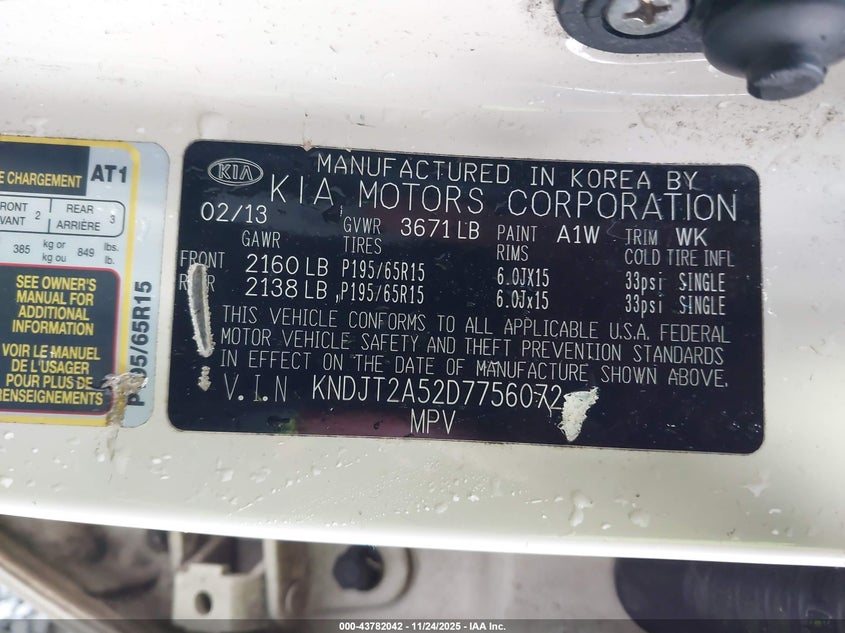 E CHARGEMENT AT1
FRONT
VANT 2 REAR
ARRIÈRE 3
385 kg or
kg ou 849 lbs.
lb.
SEE OWNER'S
MANUAL FOR
ADDITIONAL
INFORMATION
VOIR LE MANUEL
DE L'USAGER
POUR PLUS DE
RENSEIGNEMENTS
P195/65R15
KIA
MANUFACTURED IN KOREA BY
KIA MOTORS CORPORATION
02/13 GVWR 3671 LB PAINT A1W TRIM WK
GAWR TIRES RIMS COLD TIRE INFL
FRONT 2160 LB P195/65R15 6.0JX15 33psi SINGLE
REAR 2138 LB P195/65R15 6.0Jx15 33psi SINGLE
THIS VEHICLE CONFORMS TO ALL APPLICABLE U.S.A. FEDERAL
MOTOR VEHICLE SAFETY AND THEFT PREVENTION STANDARDS
IN EFFECT ON THE DATE OF MANUFACTURE SHOWN ABOVE.
V.I.N KNDJT2A52D7756072
MPV
000-43782042 - 11/24/2025 - IAA Inc.